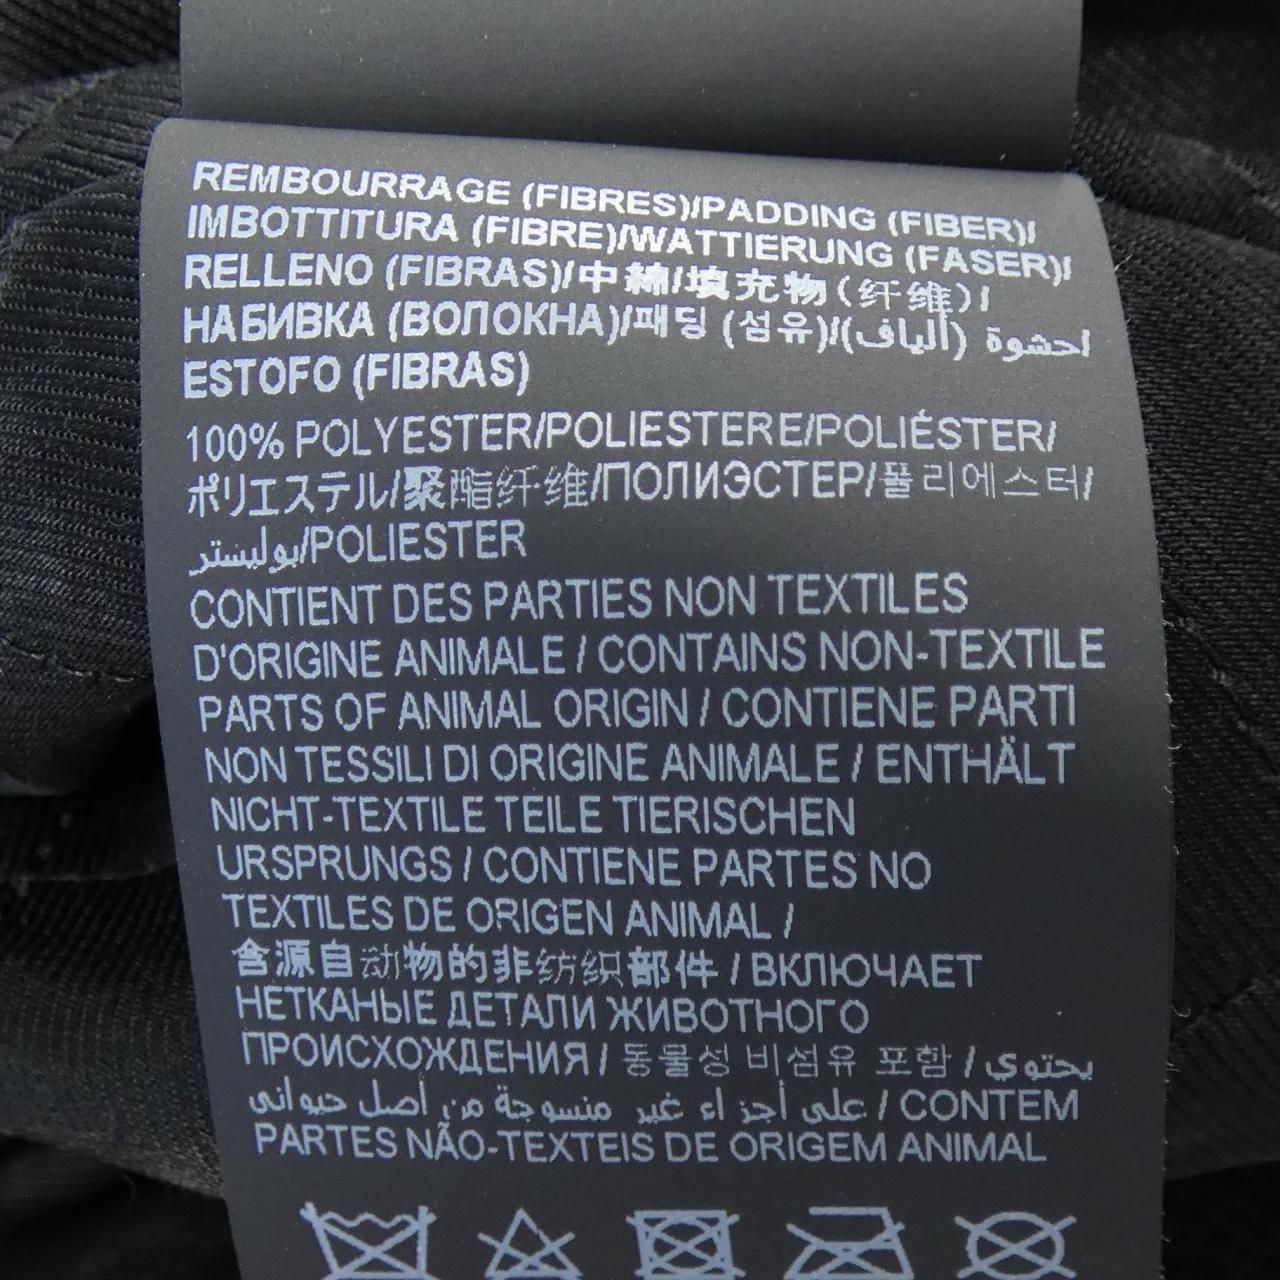 REMBOURRAGE (FIBRES)/PADDING (FIBER)/
IMBOTTITURA (FIBRE)/WATTIERUNG (FASER)/
RELLENO (FIBRAS)/中綿/填充物(纤维)/
НАБИВКА (ВОЛОКНА)/패딩 (섬유)/احشوة (ألياف)/
ESTOFO (FIBRAS)
100% POLYESTER/POLIESTERE/POLIÉSTER/
ポリエステル/聚酯纤维/ПОЛИЭСТЕР/폴리에스터/
بوليستر/POLIESTER
CONTIENT DES PARTIES NON TEXTILES
D'ORIGINE ANIMALE / CONTAINS NON-TEXTILE
PARTS OF ANIMAL ORIGIN / CONTIENE PARTI
NON TESSILI DI ORIGINE ANIMALE / ENTHÄLT
NICHT-TEXTILE TEILE TIERISCHEN
URSPRUNGS / CONTIENE PARTES NO
TEXTILES DE ORIGEN ANIMAL /
含源自动物的非纺织部件 / ВКЛЮЧАЕТ
НЕТКАНЫЕ ДЕТАЛИ ЖИВОТНОГО
ПРОИСХОЖДЕНИЯ / 동물성 비섬유 포함 / يحتوي
على أجزاء غير منسوجة من أصل حيواني / CONTEM
PARTES NÃO-TEXTEIS DE ORIGEM ANIMAL